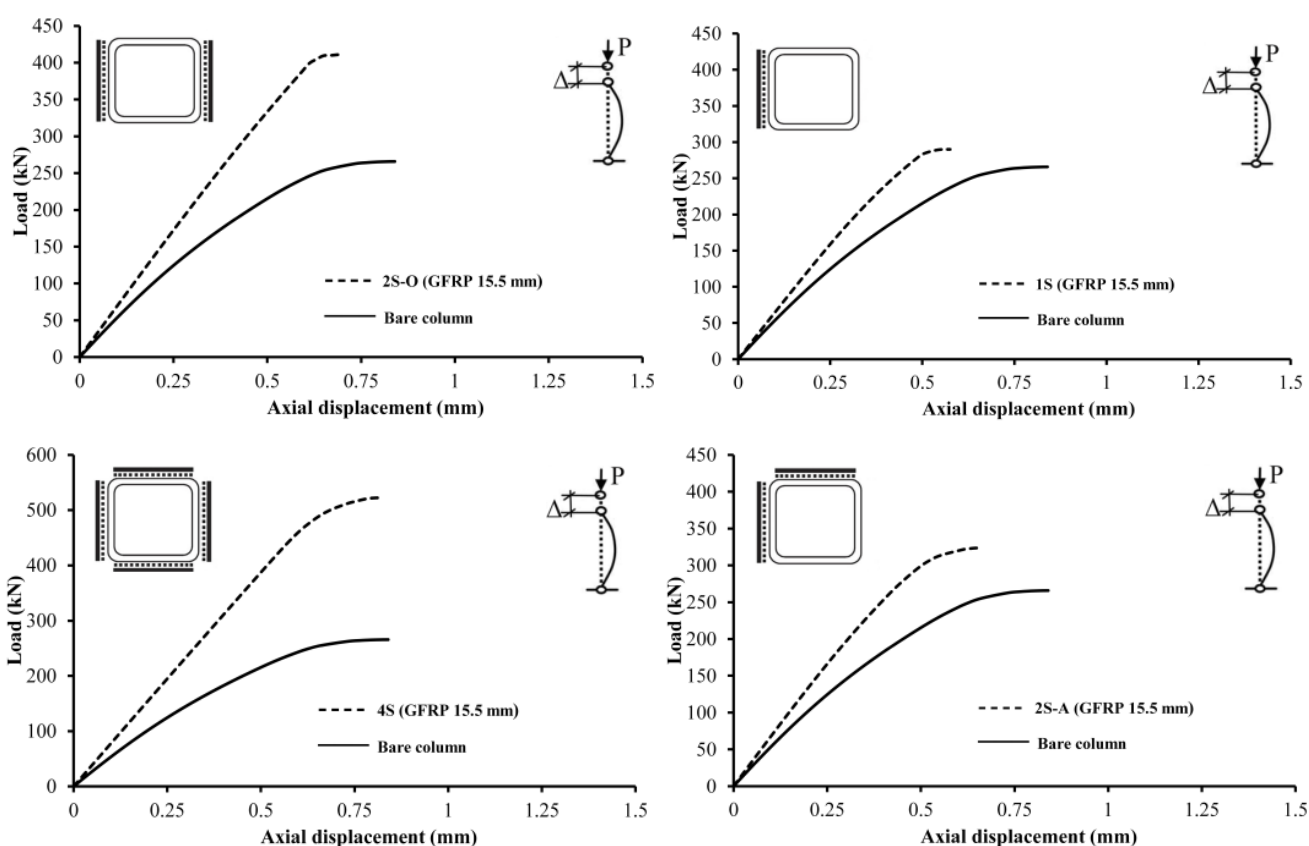 450
400
350
300
250
200
150
100
50
0
Load (kN)
P
Δ
2S-O (GFRP 15.5 mm)
Bare column
0 0.25 0.5 0.75 1 1.25 1.5
Axial displacement (mm)
450
400
350
300
250
200
150
100
50
0
Load (kN)
P
Δ
1S (GFRP 15.5 mm)
Bare column
0 0.25 0.5 0.75 1 1.25 1.5
Axial displacement (mm)
600
500
400
300
200
100
0
Load (kN)
P
Δ
4S (GFRP 15.5 mm)
Bare column
0 0.25 0.5 0.75 1 1.25 1.5
Axial displacement (mm)
450
400
350
300
250
200
150
100
50
0
Load (kN)
P
Δ
2S-A (GFRP 15.5 mm)
Bare column
0 0.25 0.5 0.75 1 1.25 1.5
Axial displacement (mm)